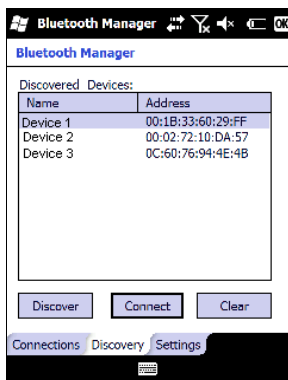 Bluetooth Manager OK
Bluetooth Manager
Discovered Devices:
Name Address
Device 1 00:1B:33:60:29:FF
Device 2 00:02:72:10:DA:57
Device 3 0C:60:76:94:4E:4B
Discover Connect Clear
Connections Discovery Settings